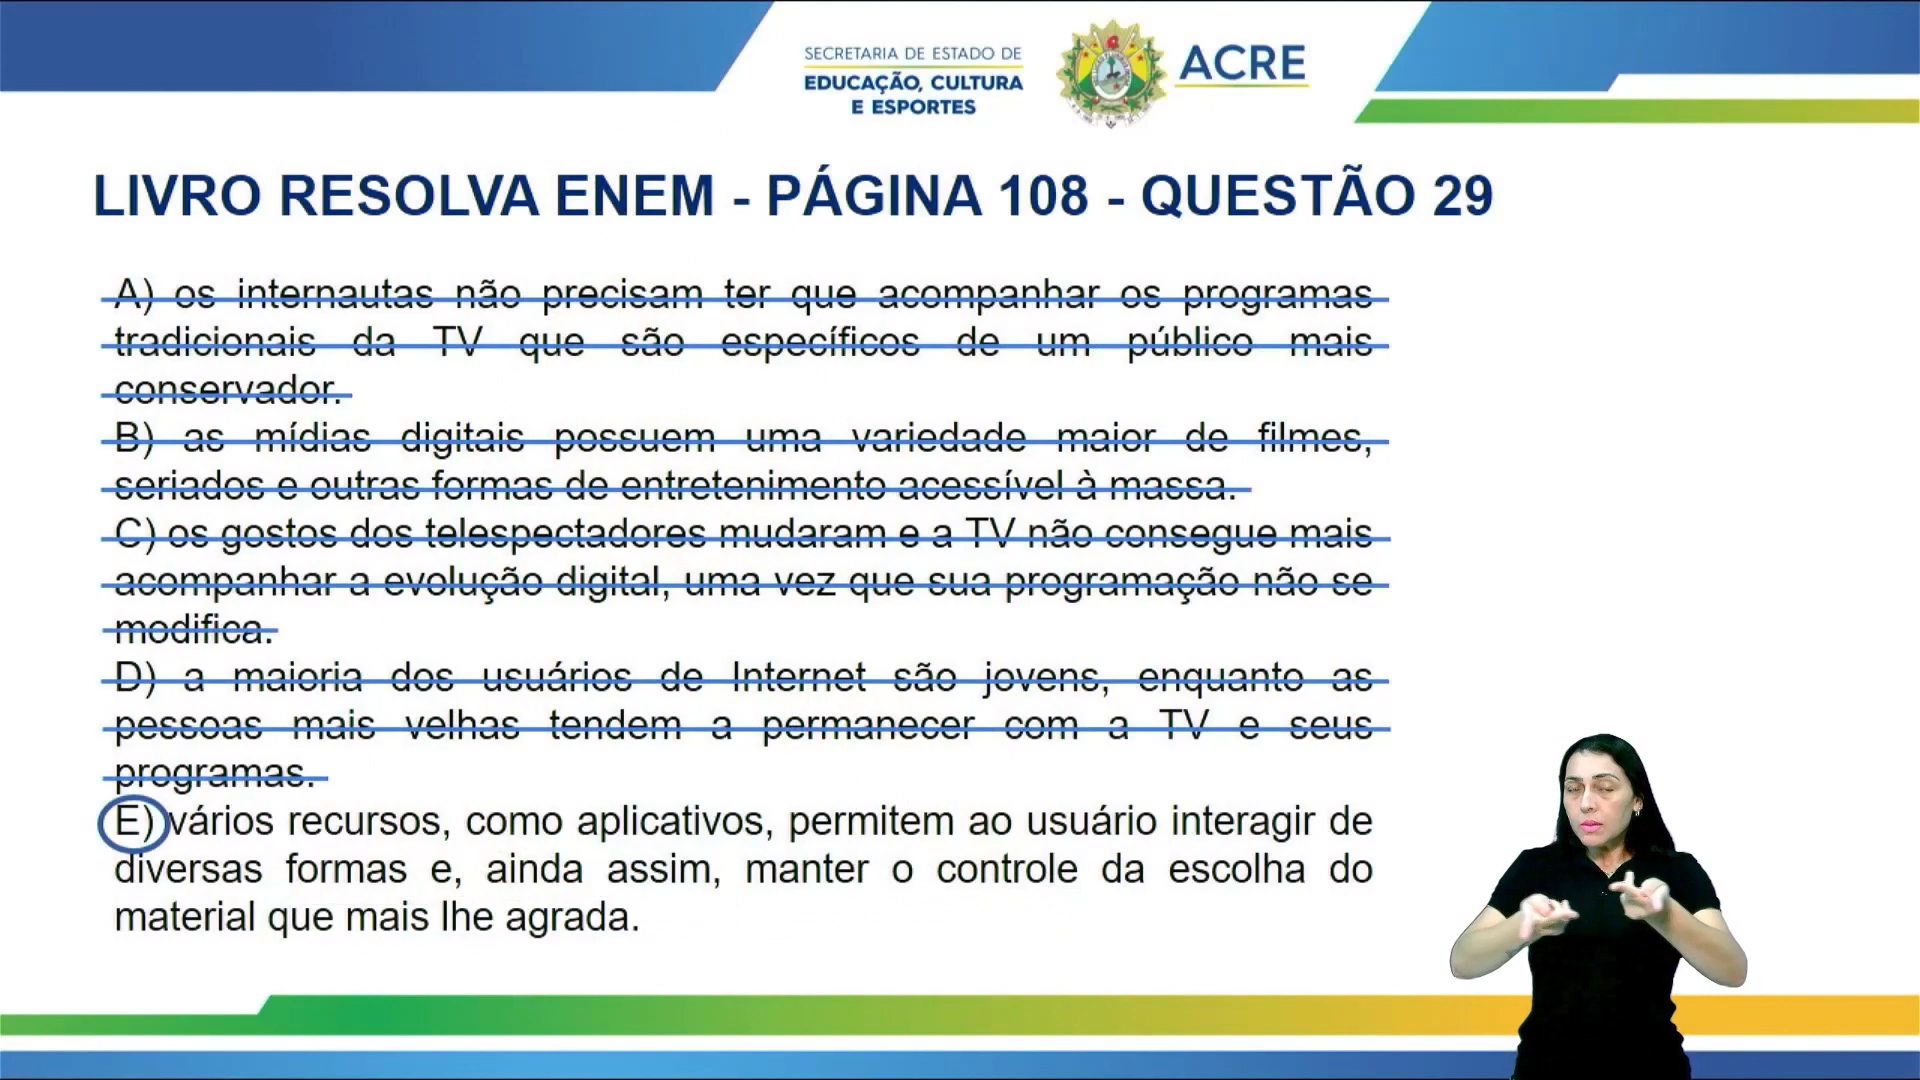 SECRETARIA DE ESTADO DE
EDUCAÇÃO, CULTURA
E ESPORTES
ACRE
LIVRO RESOLVA ENEM - PÁGINA 108 - QUESTÃO 29
A) os internautas não precisam ter que acompanhar os programas
tradicionais da TV que são específicos de um público mais
conservador.
B) as mídias digitais possuem uma variedade maior de filmes,
seriados e outras formas de entretenimento acessível à massa.
C) os gostos dos telespectadores mudaram e a TV não consegue mais
acompanhar a evolução digital, uma vez que sua programação não se
modifica.
D) a maioria dos usuários de Internet são jovens, enquanto as
pessoas mais velhas tendem a permanecer com a TV e seus
programas.
E) vários recursos, como aplicativos, permitem ao usuário interagir de
diversas formas e, ainda assim, manter o controle da escolha do
material que mais lhe agrada.